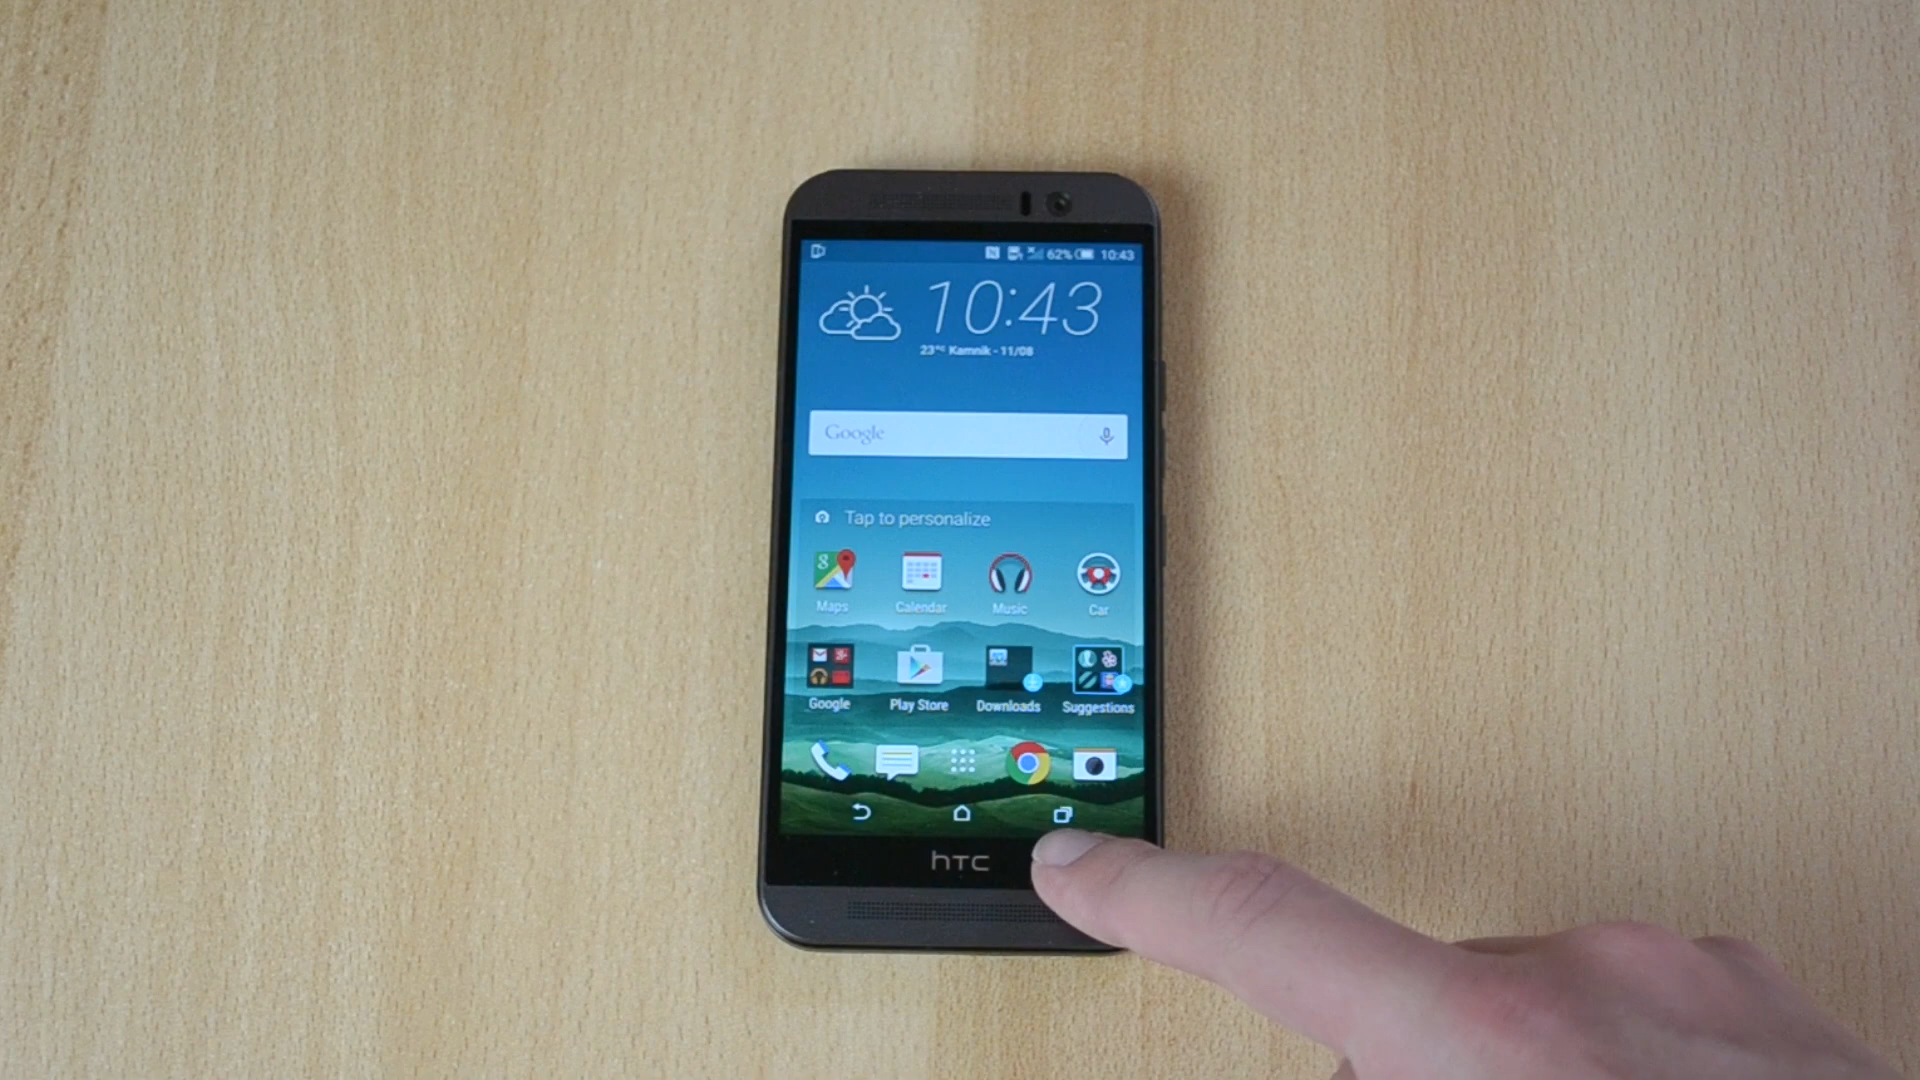 62% 10:43
10:43
23°C Kamnik - 11/08
Google
Tap to personalize
Maps Calendar Music Car
Google Play Store Downloads Suggestions
hTC